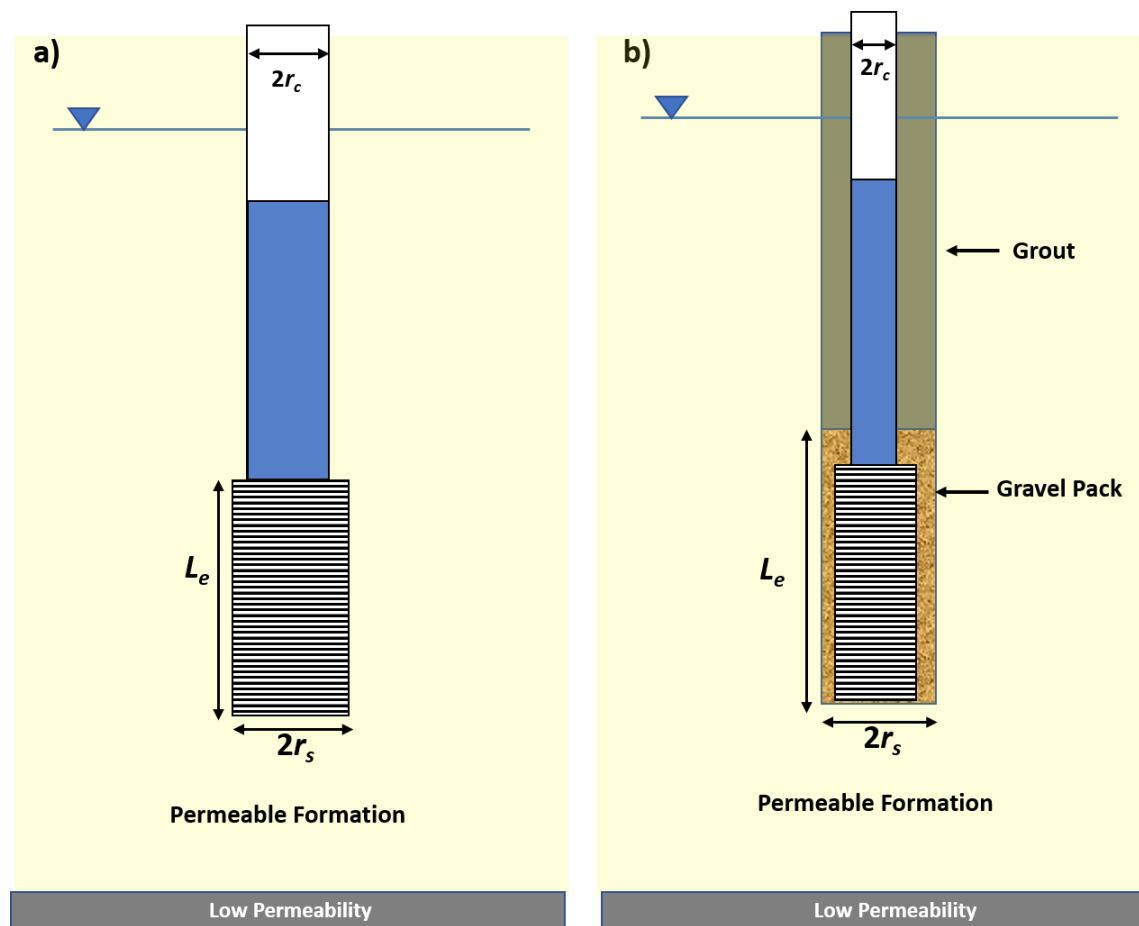 a)
2rc
Le
2rs
Permeable Formation
Low Permeability
b)
2rc
Grout
Gravel Pack
Le
2rs
Permeable Formation
Low Permeability